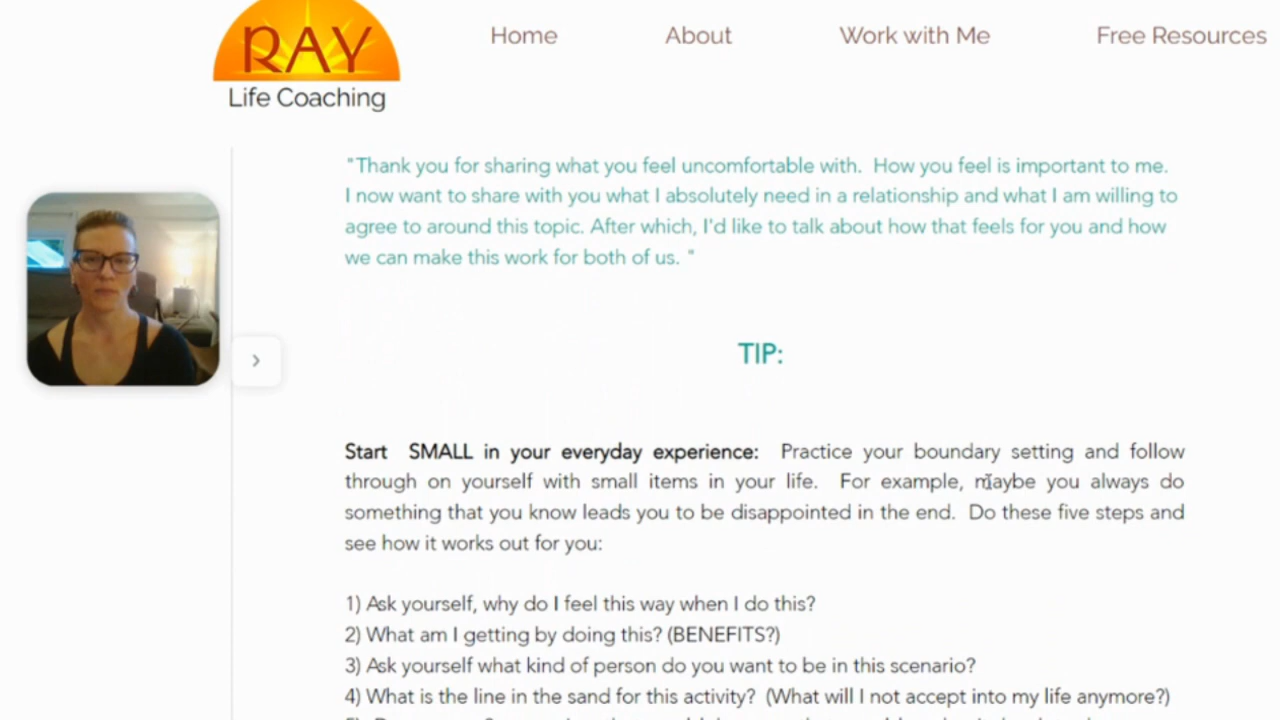 RAY
Life Coaching
Home
About
Work with Me
Free Resources
"Thank you for sharing what you feel uncomfortable with.  How you feel is important to me.
I now want to share with you what I absolutely need in a relationship and what I am willing to
agree to around this topic. After which, I'd like to talk about how that feels for you and how
we can make this work for both of us. "
TIP:
Start  SMALL in your everyday experience:  Practice your boundary setting and follow
through on yourself with small items in your life.  For example, maybe you always do
something that you know leads you to be disappointed in the end.  Do these five steps and
see how it works out for you:
1) Ask yourself, why do I feel this way when I do this?
2) What am I getting by doing this? (BENEFITS?)
3) Ask yourself what kind of person do you want to be in this scenario?
4) What is the line in the sand for this activity?  (What will I not accept into my life anymore?)